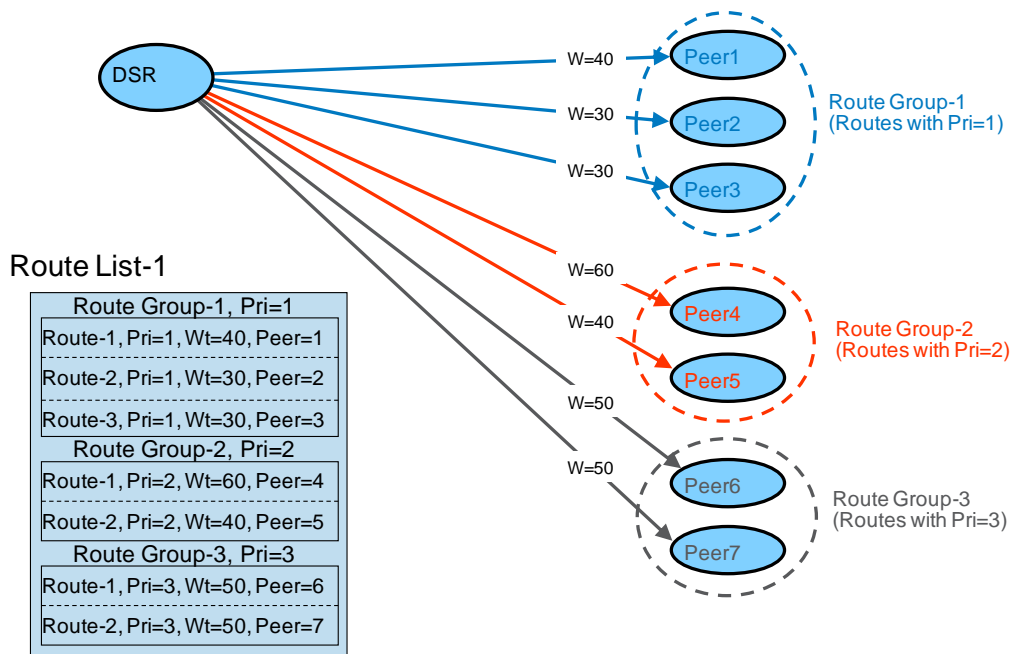 DSR
W=40
W=30
W=30
W=60
W=40
W=50
W=50
Peer1
Peer2
Peer3
Route Group-1
(Routes with Pri=1)
Peer4
Peer5
Route Group-2
(Routes with Pri=2)
Peer6
Peer7
Route Group-3
(Routes with Pri=3)
Route List-1
Route Group-1, Pri=1
Route-1, Pri=1, Wt=40, Peer=1
Route-2, Pri=1, Wt=30, Peer=2
Route-3, Pri=1, Wt=30, Peer=3
Route Group-2, Pri=2
Route-1, Pri=2, Wt=60, Peer=4
Route-2, Pri=2, Wt=40, Peer=5
Route Group-3, Pri=3
Route-1, Pri=3, Wt=50, Peer=6
Route-2, Pri=3, Wt=50, Peer=7